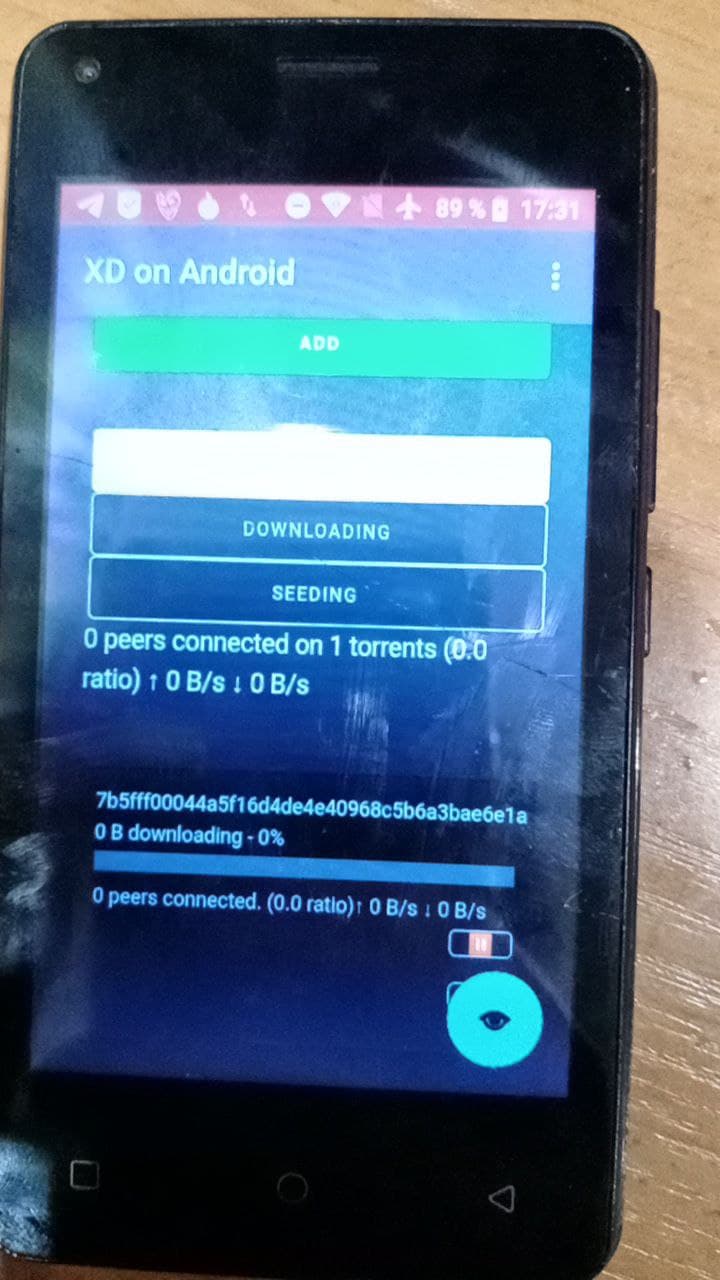 89 % 17:31
XD on Android
ADD
DOWNLOADING
SEEDING
0 peers connected on 1 torrents (0.0
ratio) ↑ 0 B/s ↓ 0 B/s
7b5fff00044a5f16d4de4e40968c5b6a3bae6e1a
0 B downloading - 0%
0 peers connected. (0.0 ratio)↑ 0 B/s ↓ 0 B/s